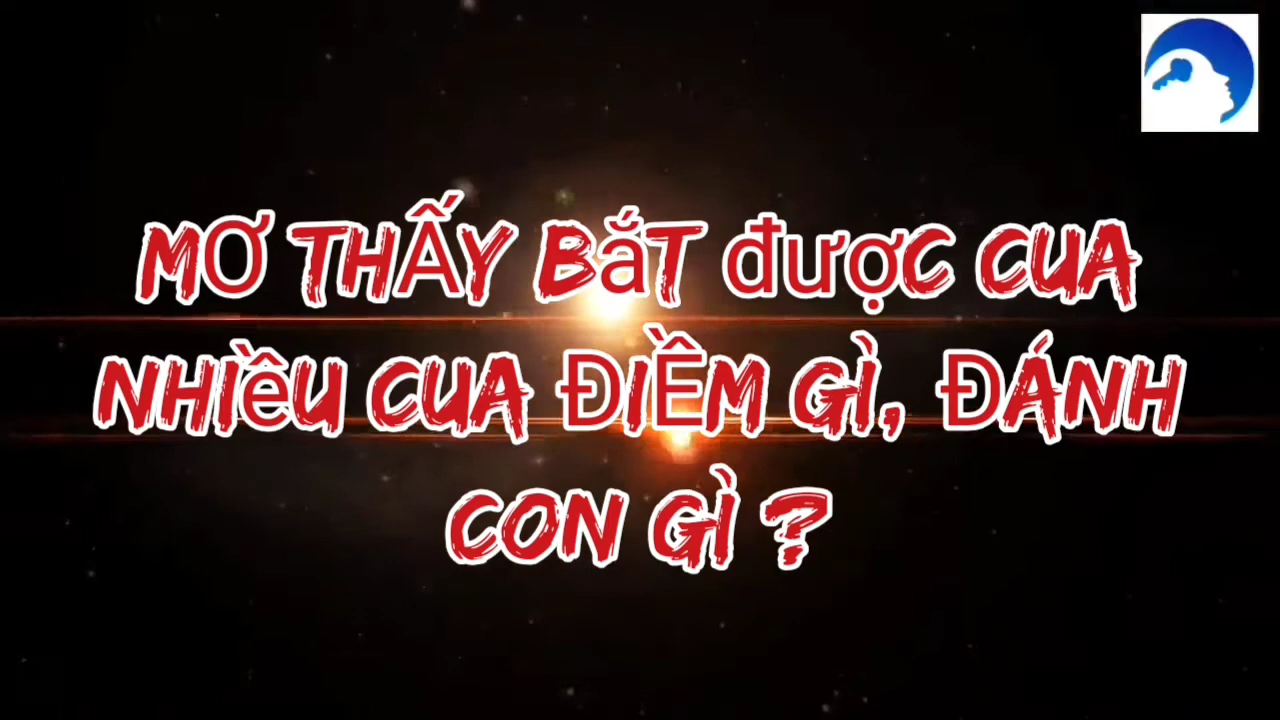 MƠ THẤY BắT đượC CUA
NHIềU CUA ĐIỀM GÌ, ĐÁNH
CON GÌ ?